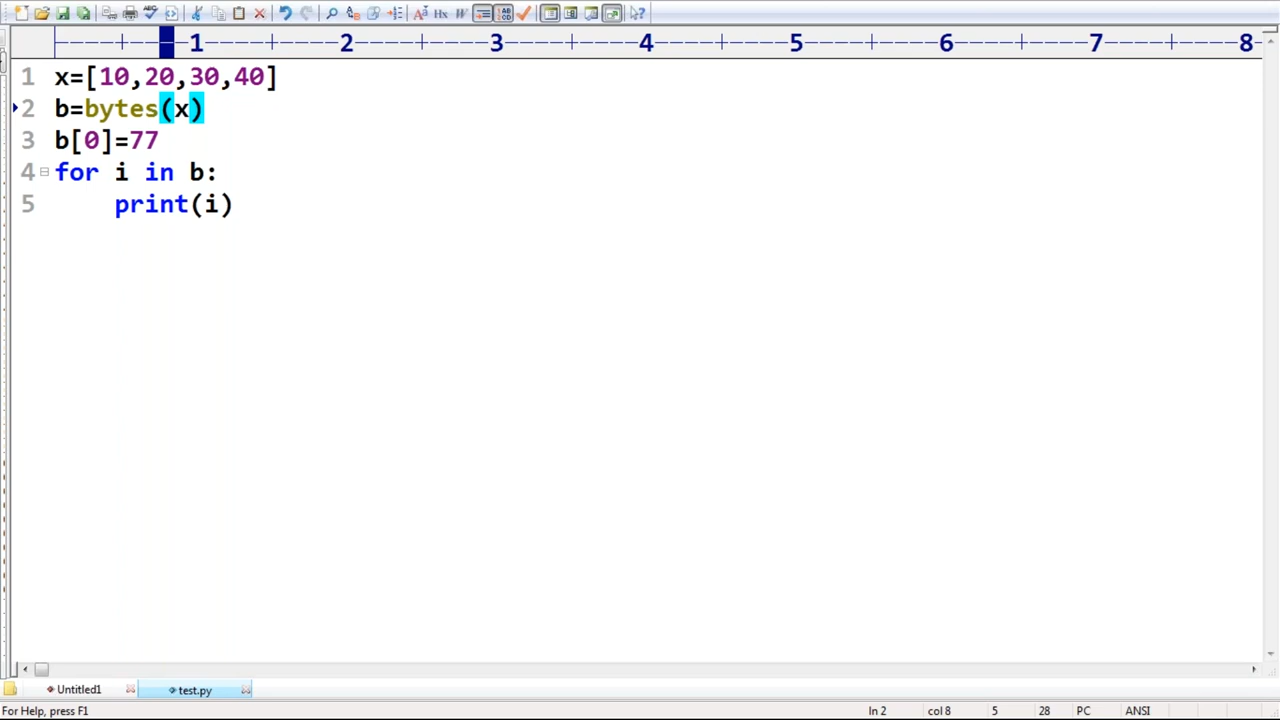 1 2 3 4 5 6 7 8
1 x=[10,20,30,40]
2 b=bytes(x)
3 b[0]=77
4 for i in b:
5     print(i)
Untitled1 test.py
For Help, press F1 ln 2 col 8 5 28 PC ANSI